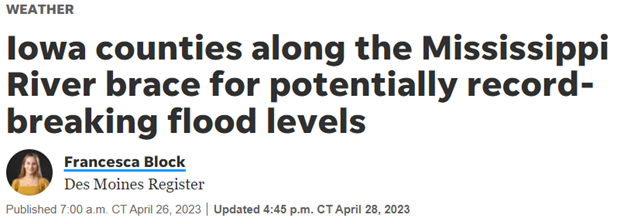 WEATHER
Iowa counties along the Mississippi
River brace for potentially record-
breaking flood levels
Francesca Block
Des Moines Register
Published 7:00 a.m. CT April 26, 2023 | Updated 4:45 p.m. CT April 28, 2023